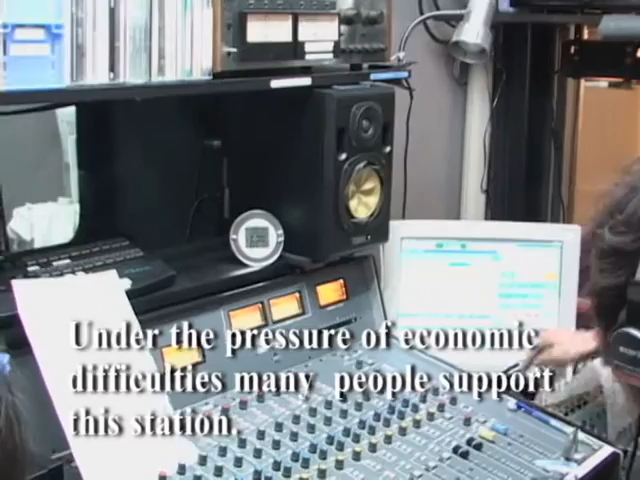 Under the pressure of economic
difficulties many people support
this station.